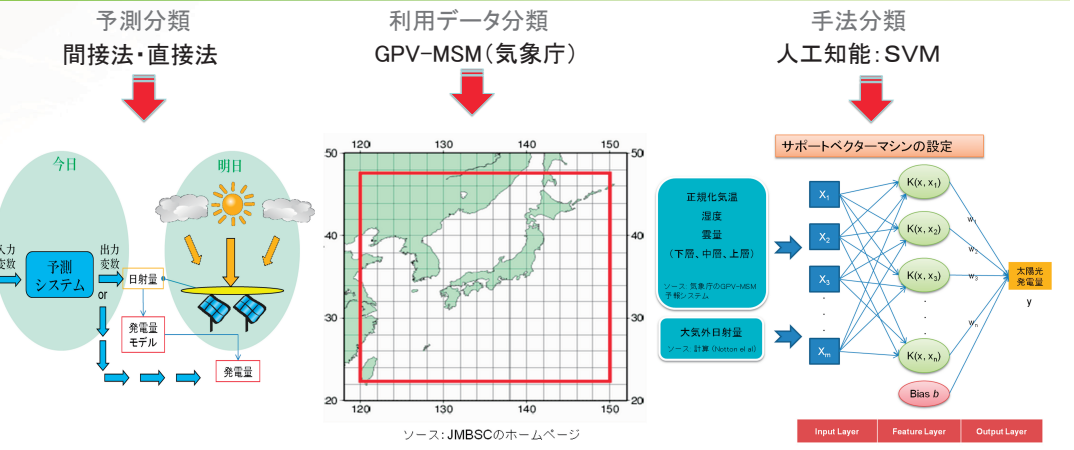 予測分類
間接法・直接法
今日
明日
入力
変数
予測
システム
出力
変数
or
日射量
発電量
モデル
発電量
利用データ分類
GPV-MSM(気象庁)
120 130 140 150
50 50
40 40
30 30
20 20
120 130 140 150
ソース: JMBSCのホームページ
手法分類
人工知能:SVM
サポートベクターマシンの設定
正規化気温
湿度
雲量
(下層、中層、上層)
ソース: 気象庁のGPV-MSM
予報システム
大気外日射量
ソース: 計算 (Notton el al)
X1
X2
X3
.
.
.
Xm
K(x, x1)
K(x, x2)
K(x, x3)
.
.
K(x, xn)
Bias b
w1
w2
w3
wn
太陽光
発電量
y
Input Layer
Feature Layer
Output Layer